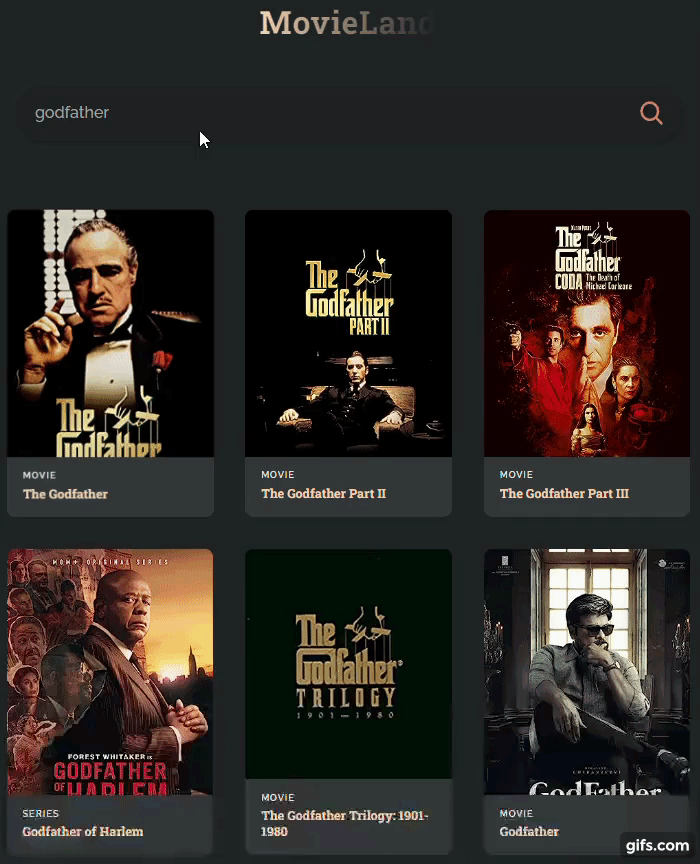 MovieLand
godfather
The
Godfather
The
Godfather
PART II
The
Godfather
CODA The Death of
Michael Corleone
MOVIE
The Godfather
MOVIE
The Godfather Part II
MOVIE
The Godfather Part III
MGM+ ORIGINAL SERIES
FOREST WHITAKER IS
GODFATHER
OF HARLEM
The
Godfather
TRILOGY
1901—1980
GodFather
SERIES
Godfather of Harlem
MOVIE
The Godfather Trilogy: 1901-
1980
MOVIE
Godfather
gifs.com